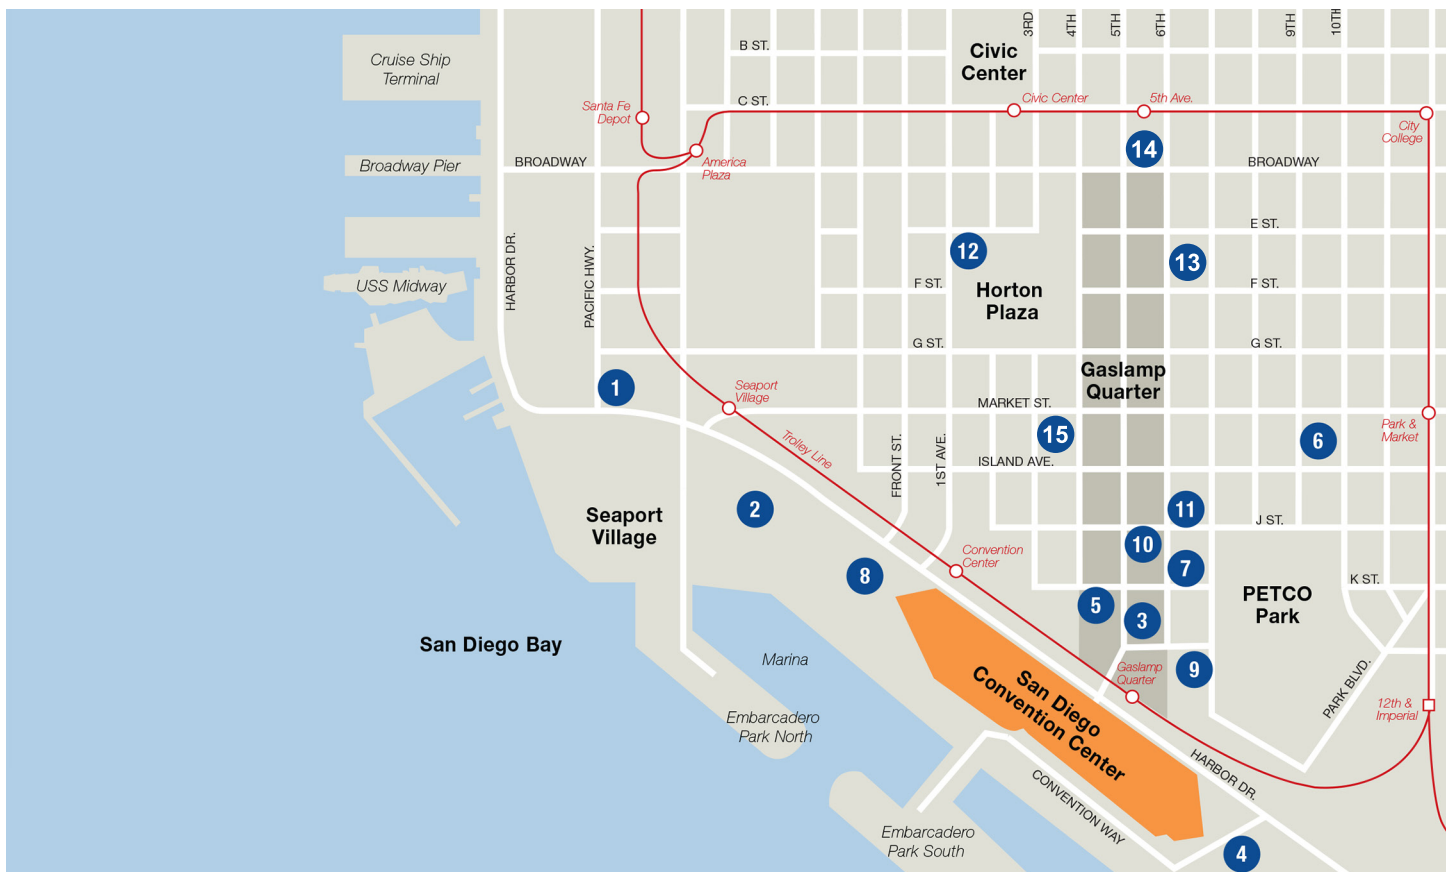 3RD
4TH
5TH
6TH
9TH
10TH
B ST.
Civic
Center
Cruise Ship
Terminal
C ST.
Civic Center
5th Ave.
Santa Fe
Depot
City
College
14
America
Plaza
Broadway Pier
BROADWAY
BROADWAY
E ST.
12
13
HARBOR DR.
PACIFIC HWY.
USS Midway
F ST.
Horton
Plaza
F ST.
G ST.
G ST.
1
Seaport
Village
Gaslamp
Quarter
MARKET ST.
15
6
Park &
Market
Trolley Line
FRONT ST.
1ST AVE.
ISLAND AVE.
2
Seaport
Village
11
J ST.
10
Convention
Center
8
7
K ST.
PETCO
Park
5
3
San Diego Bay
Marina
Gaslamp
Quarter
9
PARK BLVD.
12th &
Imperial
San Diego
Convention Center
Embarcadero
Park North
HARBOR DR.
CONVENTION WAY
Embarcadero
Park South
4